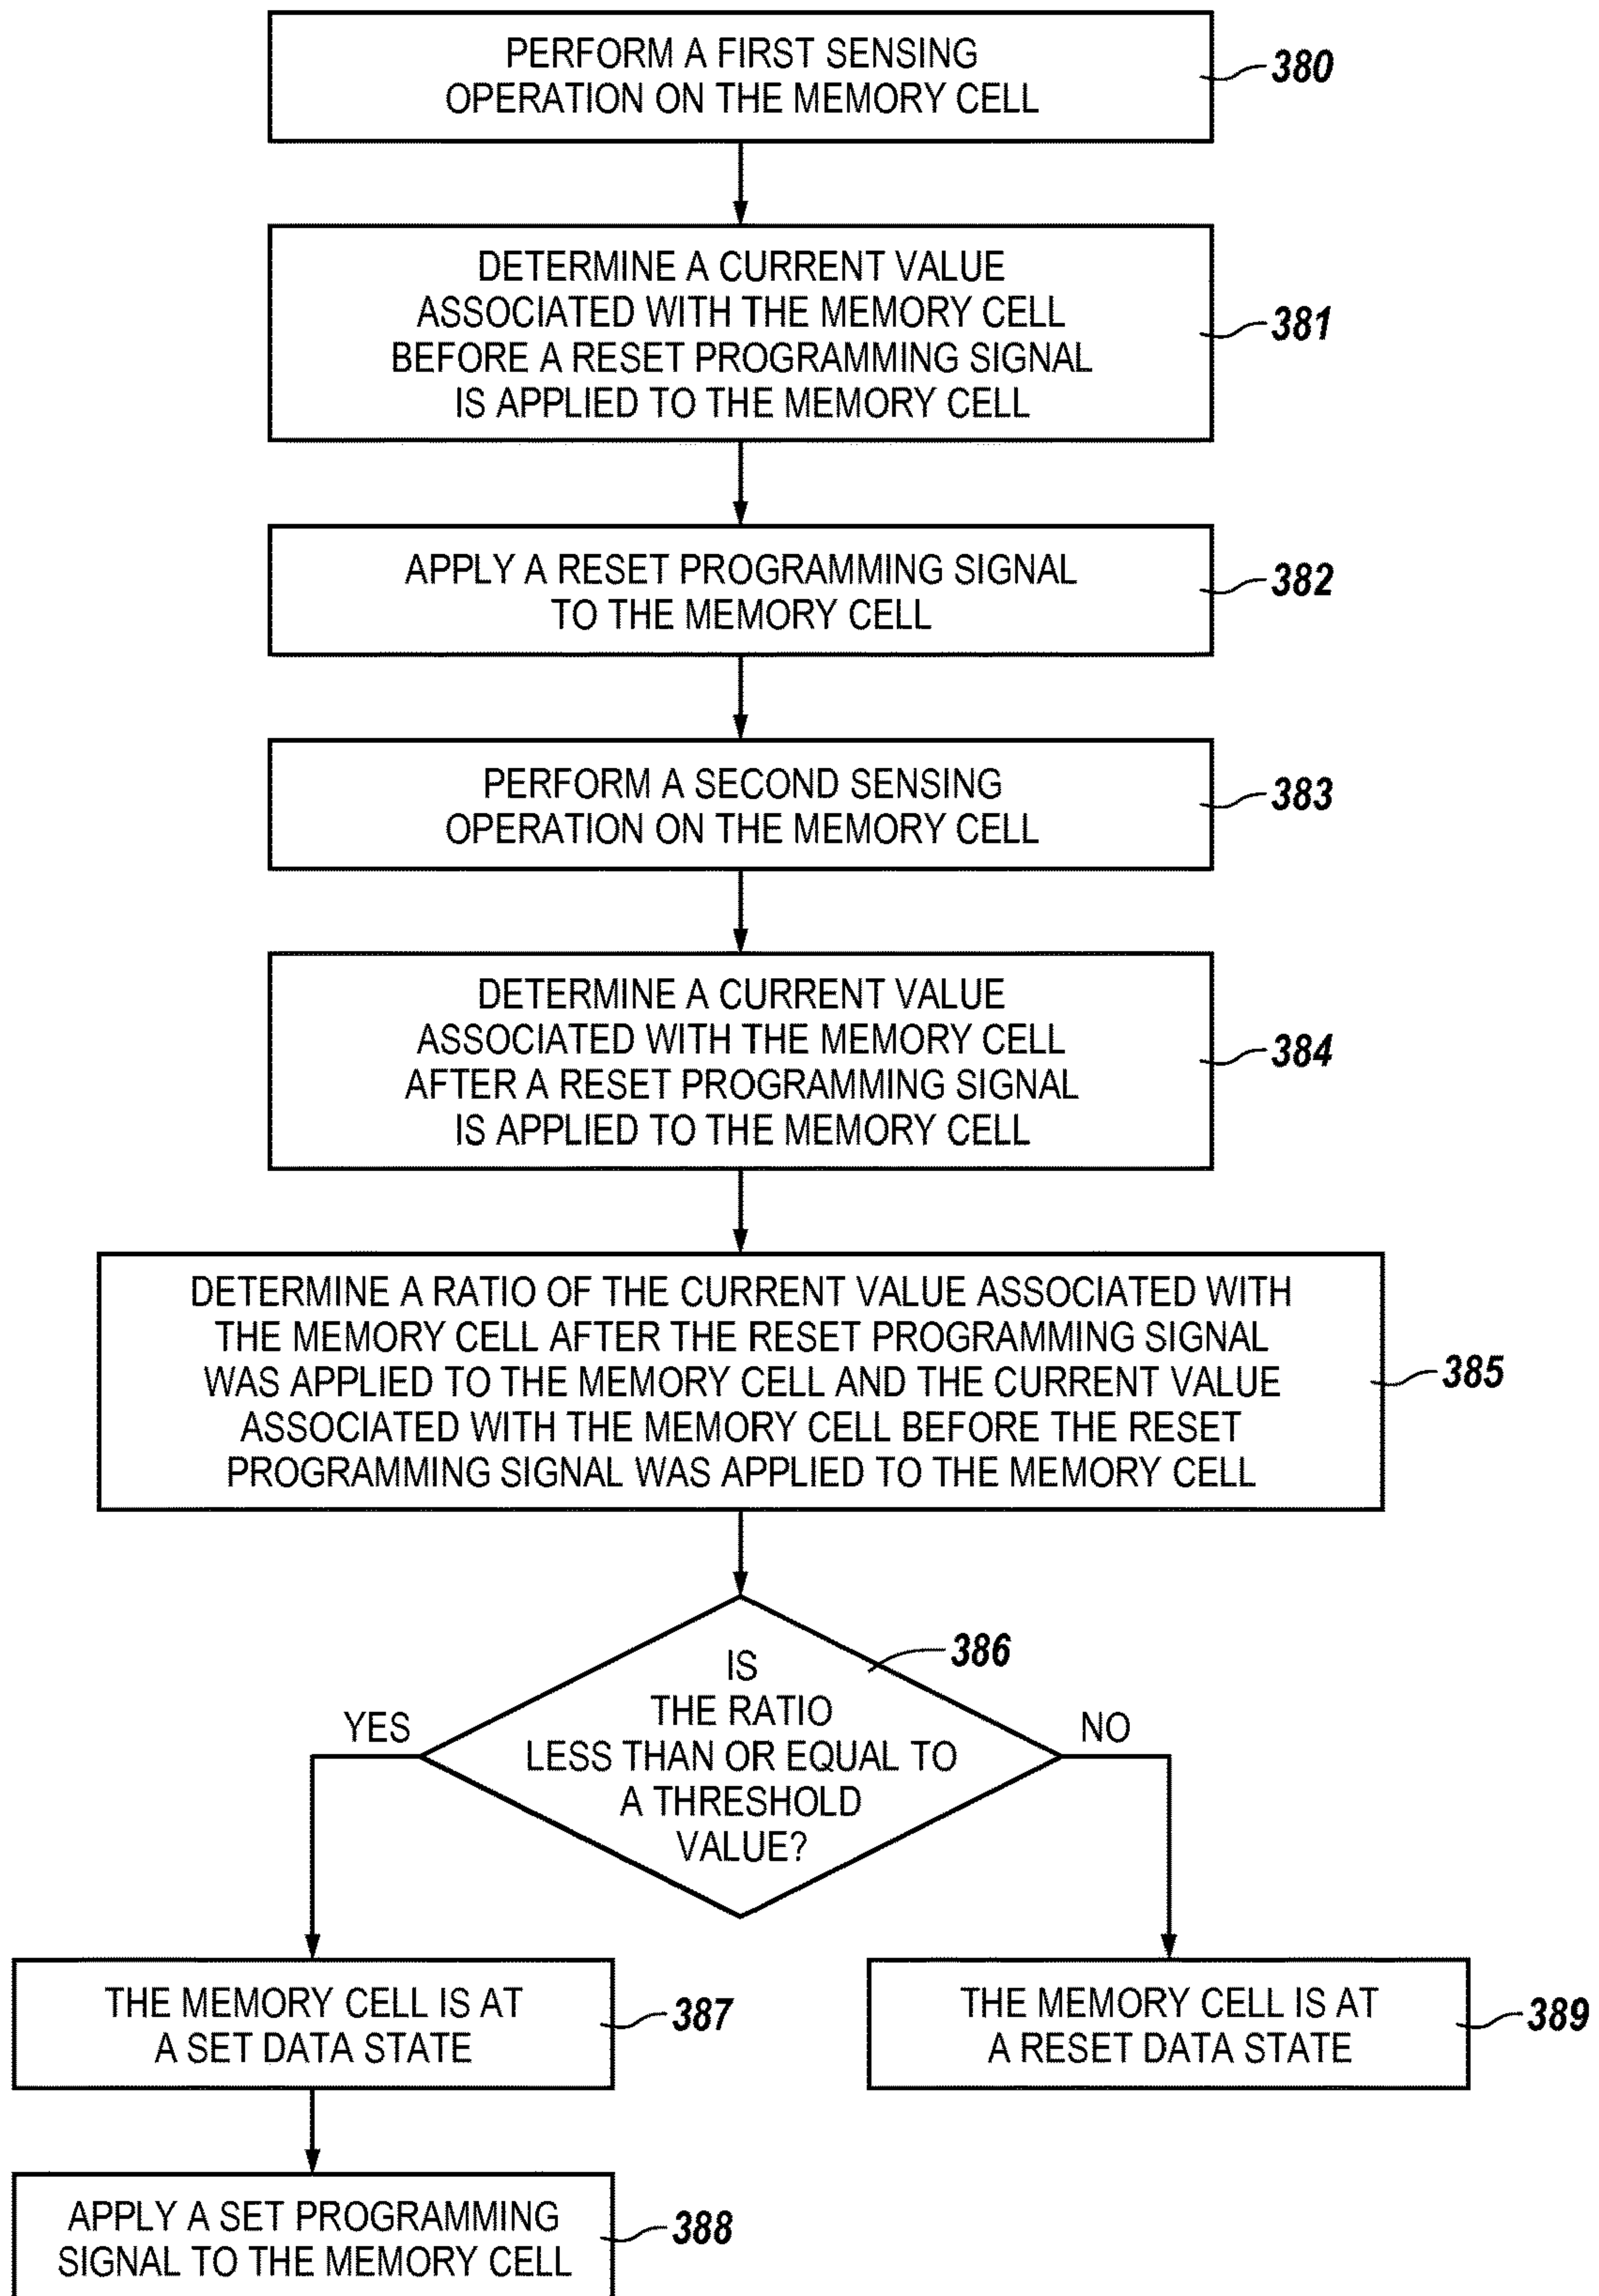 PERFORM A FIRST SENSING
OPERATION ON THE MEMORY CELL
380
DETERMINE A CURRENT VALUE
ASSOCIATED WITH THE MEMORY CELL
BEFORE A RESET PROGRAMMING SIGNAL
IS APPLIED TO THE MEMORY CELL
381
APPLY A RESET PROGRAMMING SIGNAL
TO THE MEMORY CELL
382
PERFORM A SECOND SENSING
OPERATION ON THE MEMORY CELL
383
DETERMINE A CURRENT VALUE
ASSOCIATED WITH THE MEMORY CELL
AFTER A RESET PROGRAMMING SIGNAL
IS APPLIED TO THE MEMORY CELL
384
DETERMINE A RATIO OF THE CURRENT VALUE ASSOCIATED WITH
THE MEMORY CELL AFTER THE RESET PROGRAMMING SIGNAL
WAS APPLIED TO THE MEMORY CELL AND THE CURRENT VALUE
ASSOCIATED WITH THE MEMORY CELL BEFORE THE RESET
PROGRAMMING SIGNAL WAS APPLIED TO THE MEMORY CELL
385
IS
THE RATIO
LESS THAN OR EQUAL TO
A THRESHOLD
VALUE?
386
YES
NO
THE MEMORY CELL IS AT
A SET DATA STATE
387
THE MEMORY CELL IS AT
A RESET DATA STATE
389
APPLY A SET PROGRAMMING
SIGNAL TO THE MEMORY CELL
388